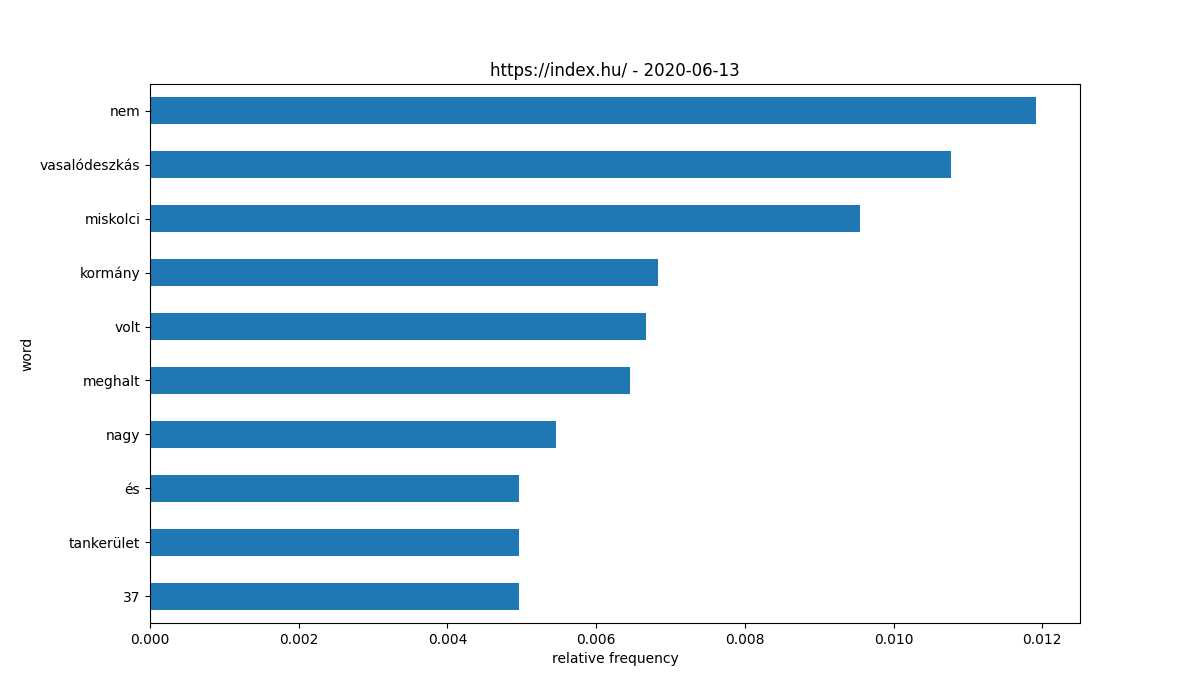 https://index.hu/ - 2020-06-13
nem
vasalódeszkás
miskolci
kormány
volt
meghalt
nagy
és
tankerület
37
word
0.000 0.002 0.004 0.006 0.008 0.010 0.012
relative frequency